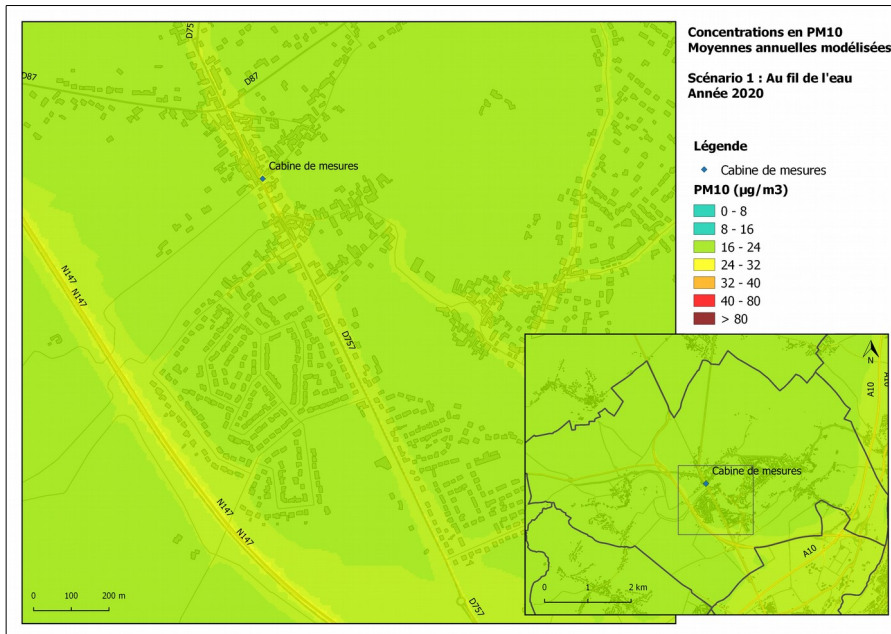 Concentrations en PM10
Moyennes annuelles modélisées
Scénario 1 : Au fil de l'eau
Année 2020
Légende
Cabine de mesures
PM10 (µg/m3)
0 - 8
8 - 16
16 - 24
24 - 32
32 - 40
40 - 80
> 80
D75
D87
D87
Cabine de mesures
N147
N147
D757
N147
N147
D757
0 100 200 m
N
A10
A10
Cabine de mesures
A10
0 1 2 km